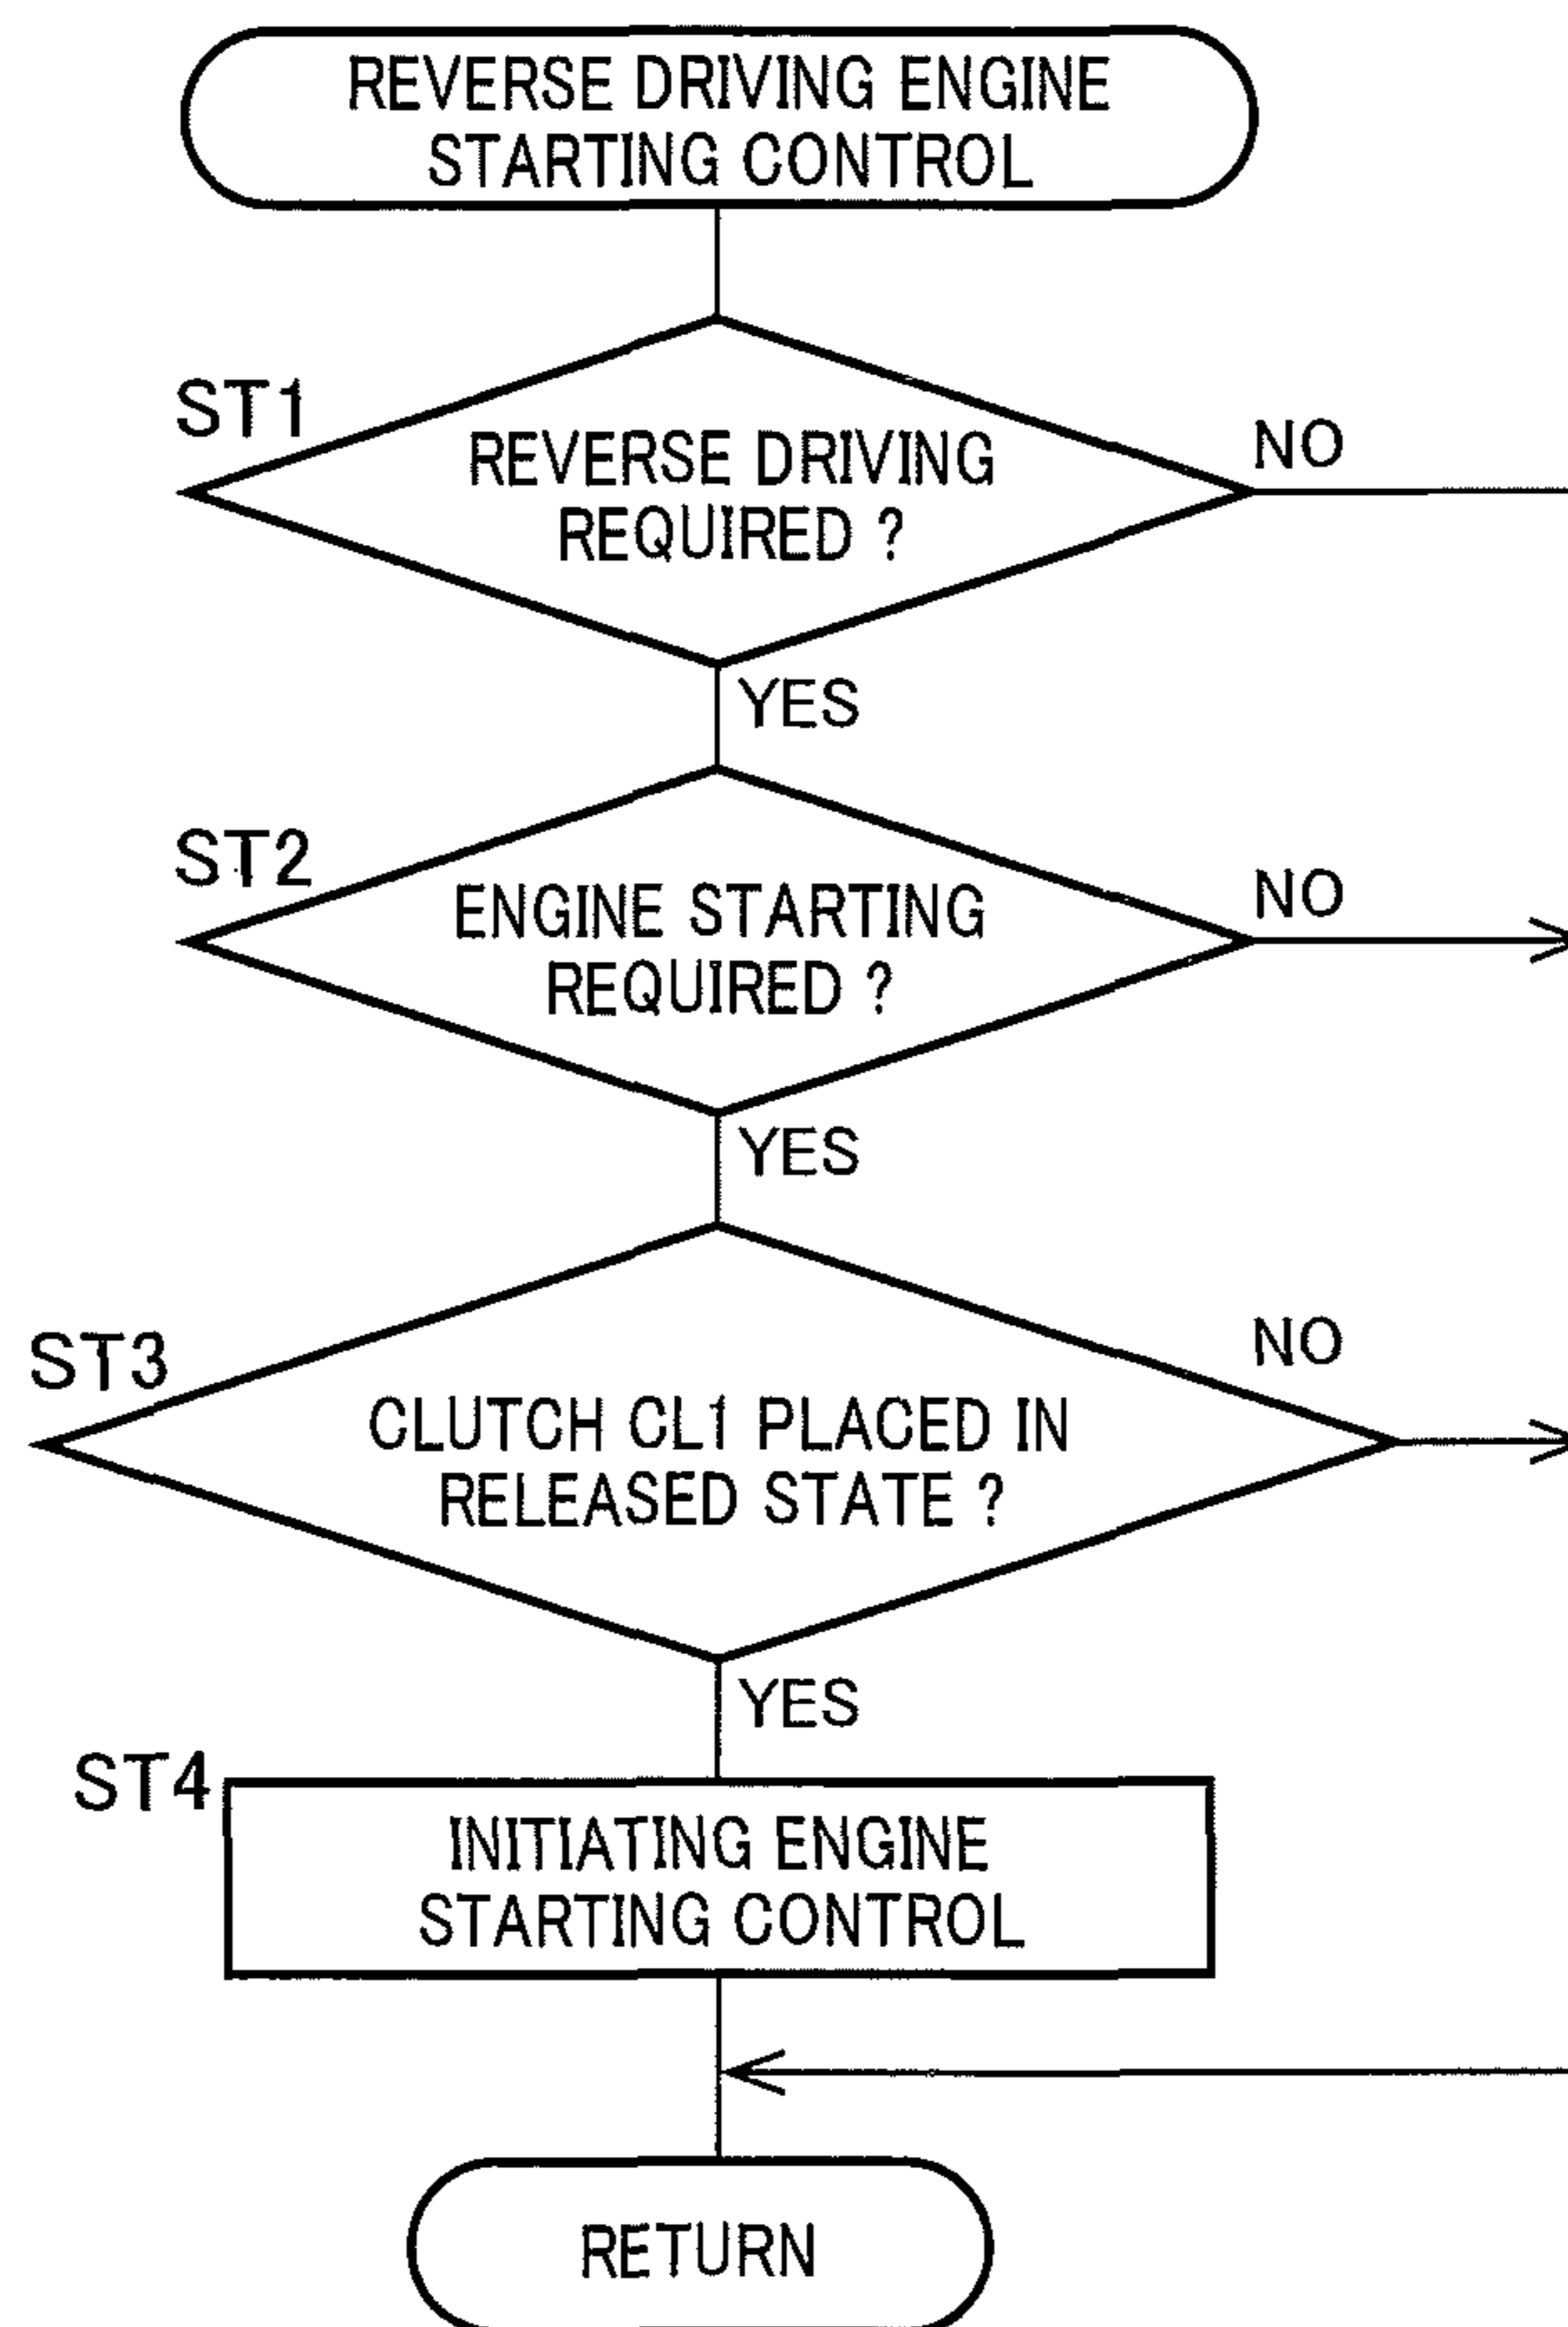 REVERSE DRIVING ENGINE
STARTING CONTROL
ST1
REVERSE DRIVING
REQUIRED ?
NO
YES
ST2
ENGINE STARTING
REQUIRED ?
NO
YES
ST3
CLUTCH CL1 PLACED IN
RELEASED STATE ?
NO
YES
ST4
INITIATING ENGINE
STARTING CONTROL
RETURN